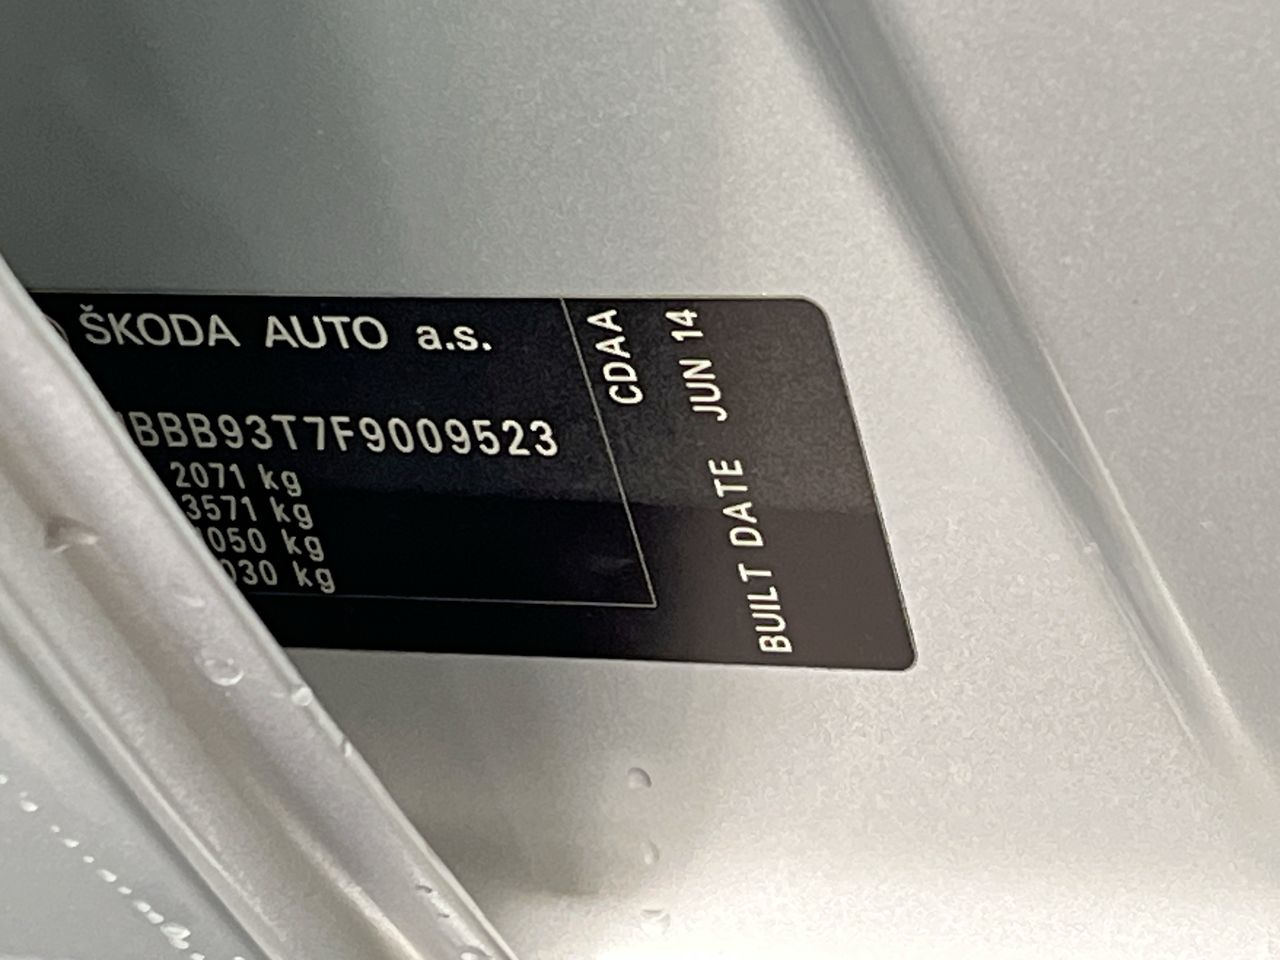 ŠKODA AUTO a.s.
BBB93T7F9009523
2071 kg
3571 kg
050 kg
030 kg
CDAA
BUILT DATE JUN 14